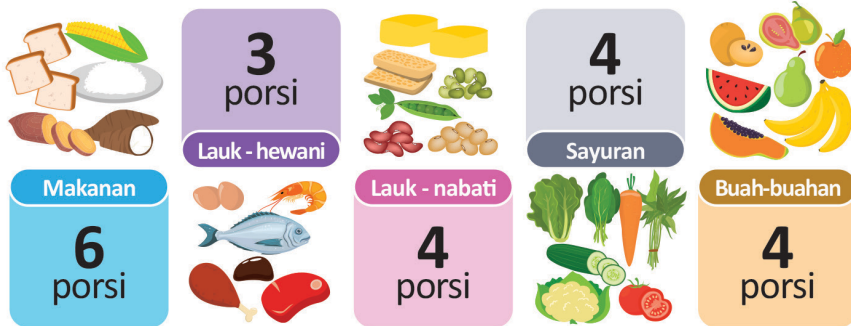 3
porsi
Lauk - hewani
4
porsi
Sayuran
Makanan
6
porsi
Lauk - nabati
4
porsi
Buah-buahan
4
porsi